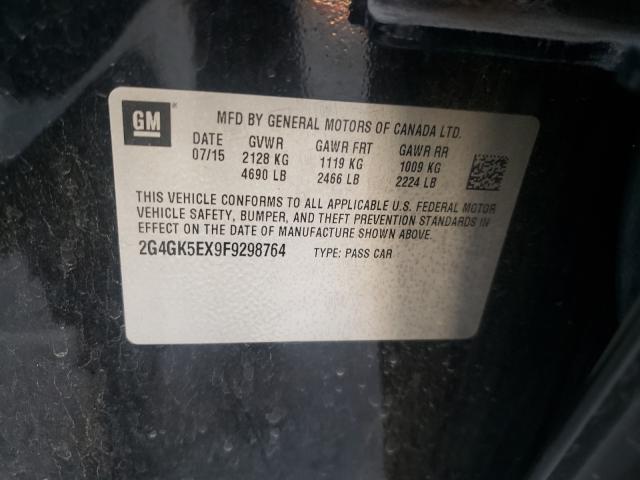 GM
MFD BY GENERAL MOTORS OF CANADA LTD.
DATE GVWR GAWR FRT GAWR RR
07/15 2128 KG 1119 KG 1009 KG
4690 LB 2466 LB 2224 LB
THIS VEHICLE CONFORMS TO ALL APPLICABLE U.S. FEDERAL MOTOR
VEHICLE SAFETY, BUMPER, AND THEFT PREVENTION STANDARDS IN
EFFECT ON THE DATE OF MANUFACTURE SHOWN ABOVE.
2G4GK5EX9F9298764 TYPE: PASS CAR